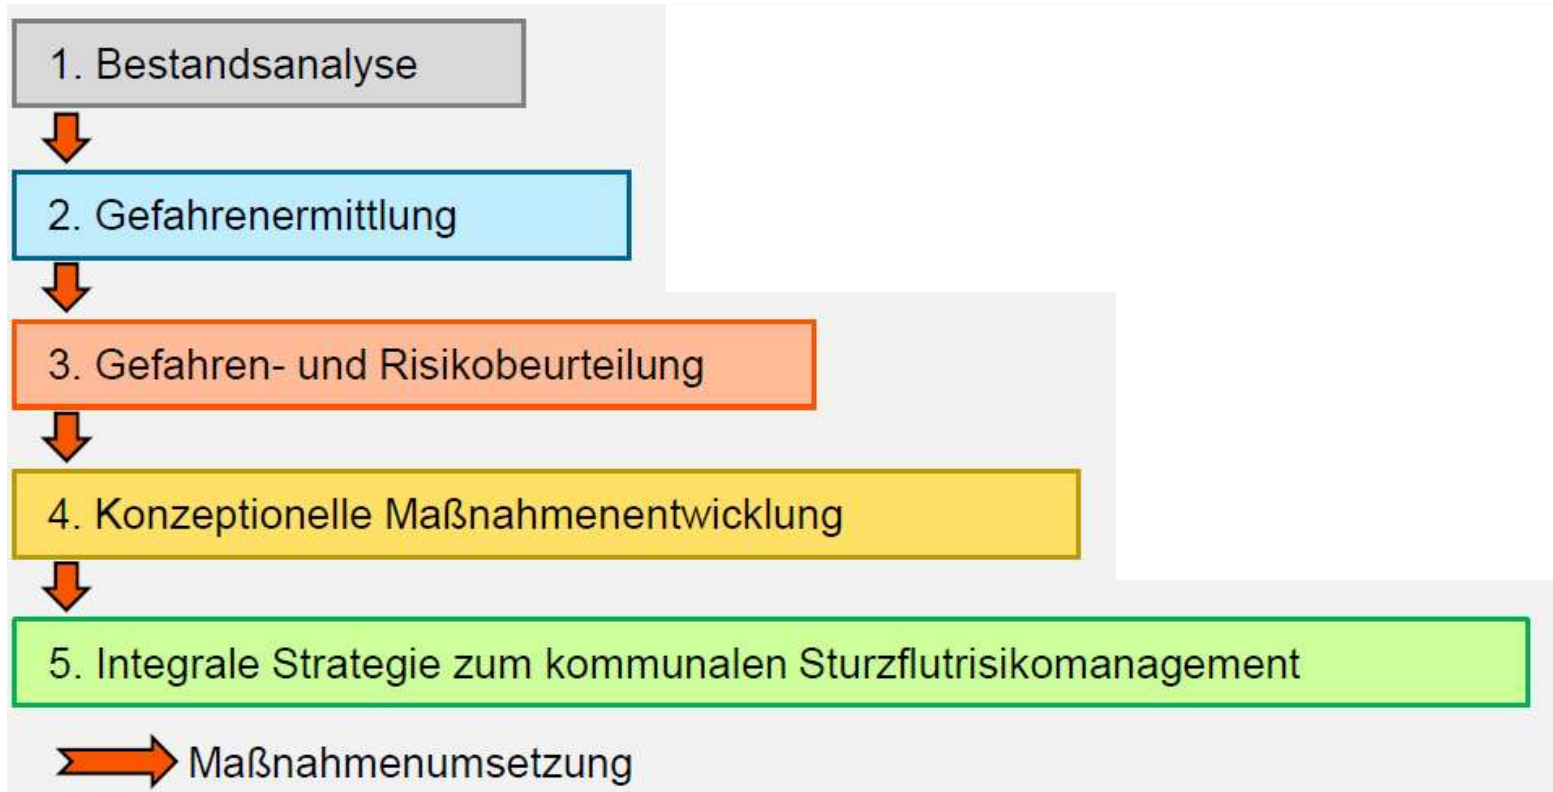 1. Bestandsanalyse
2. Gefahrenermittlung
3. Gefahren- und Risikobeurteilung
4. Konzeptionelle Maßnahmenentwicklung
5. Integrale Strategie zum kommunalen Sturzflutrisikomanagement
Maßnahmenumsetzung